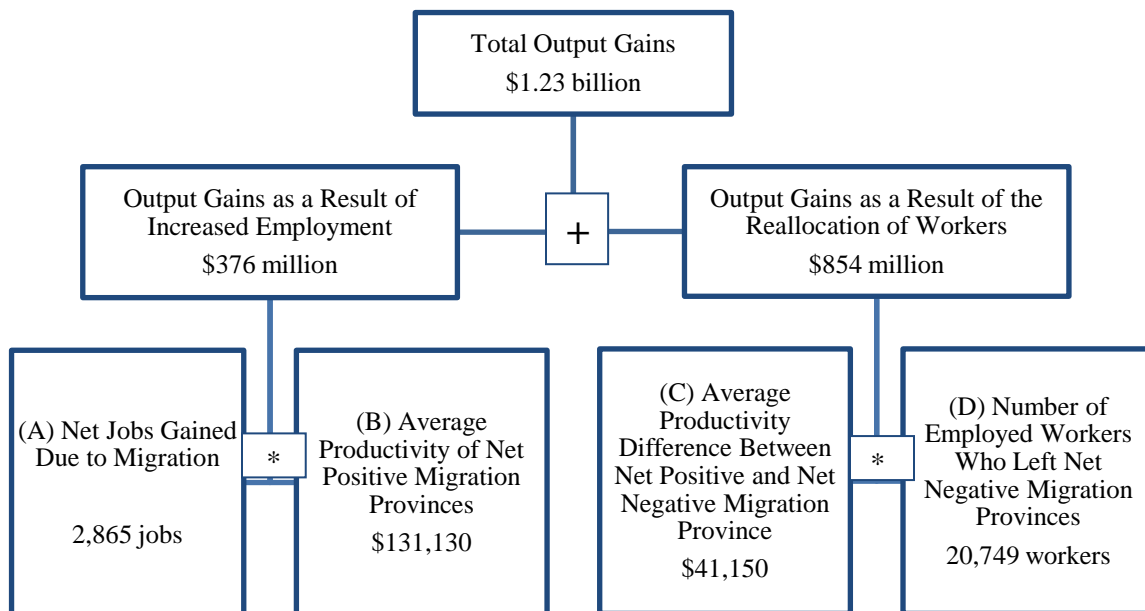 Total Output Gains
$1.23 billion
Output Gains as a Result of
Increased Employment
$376 million
+
Output Gains as a Result of the
Reallocation of Workers
$854 million
(A) Net Jobs Gained
Due to Migration
2,865 jobs
*
(B) Average
Productivity of Net
Positive Migration
Provinces
$131,130
(C) Average
Productivity
Difference Between
Net Positive and Net
Negative Migration
Province
$41,150
*
(D) Number of
Employed Workers
Who Left Net
Negative Migration
Provinces
20,749 workers